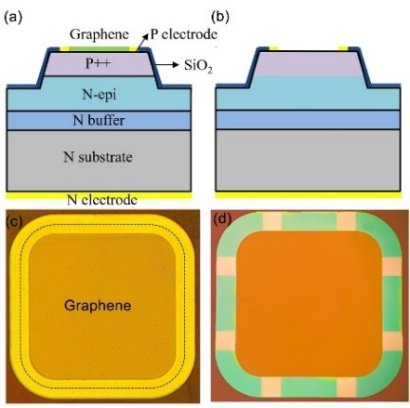 (a)
Graphene
P electrode
P++
SiO₂
N-epi
N buffer
N substrate
N electrode
(b)
(c)
Graphene
(d)